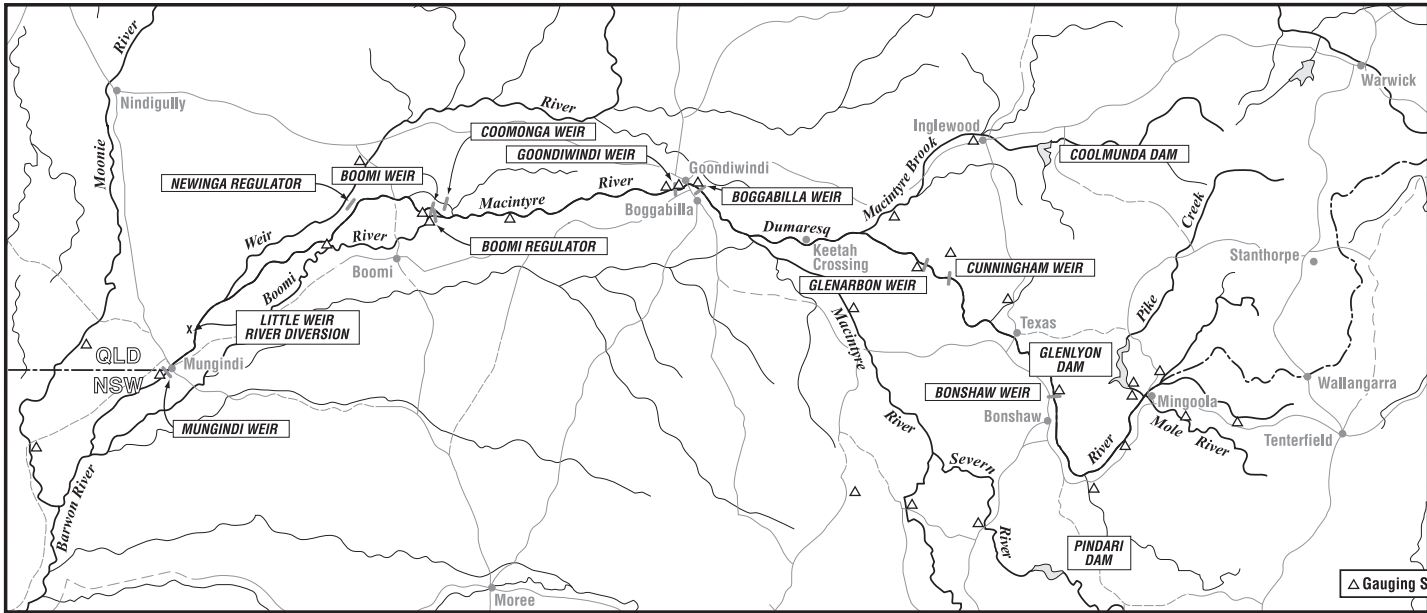 River
Warwick
Nindigully
River
COOMONGA WEIR
Inglewood
GOONDIWINDI WEIR
COOLMUNDA DAM
Moonie
BOOMI WEIR
Goondiwindi
Macintyre Brook
NEWINGA REGULATOR
River
BOGGABILLA WEIR
Macintyre
Boggabilla
Creek
Dumaresq
Weir
River
BOOMI REGULATOR
Keetah
Crossing
Stanthorpe
Boomi
CUNNINGHAM WEIR
Boomi
GLENARBON WEIR
Pike
LITTLE WEIR
RIVER DIVERSION
x
Macintyre
Texas
QLD
GLENLYON
DAM
Mungindi
NSW
Wallangarra
BONSHAW WEIR
Mingoola
MUNGINDI WEIR
Bonshaw
Mole
River
River
River
Tenterfield
Severn
Barwon River
River
PINDARI
DAM
Moree
Gauging S